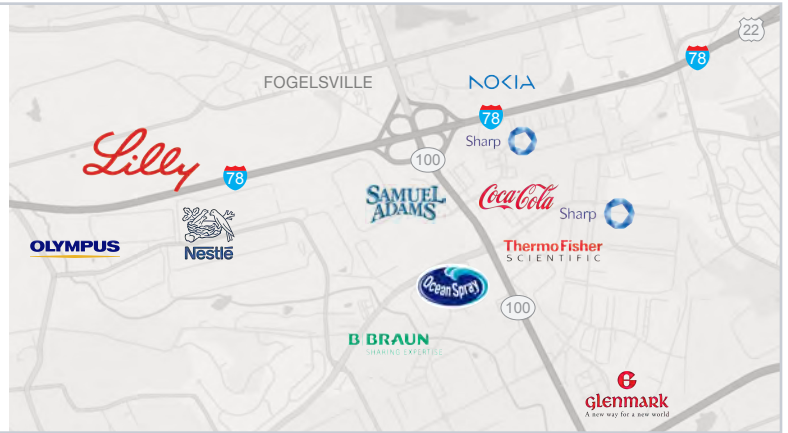 22
78
FOGELSVILLE
NOKIA
78
Sharp
100
Lilly
78
SAMUEL
ADAMS
Coca-Cola
Sharp
Nestlé
OLYMPUS
ThermoFisher
SCIENTIFIC
Ocean Spray
100
B BRAUN
SHARING EXPERTISE
G
glenmark
A new way for a new world